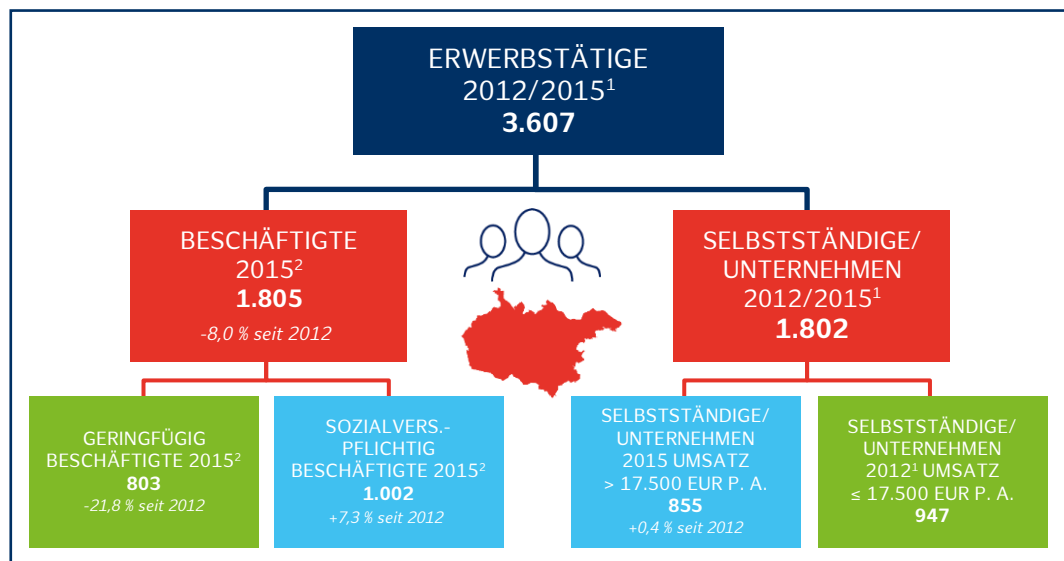 ERWERBSTÄTIGE
2012/2015¹
3.607
BESCHÄFTIGTE
2015²
1.805
-8,0 % seit 2012
SELBSTSTÄNDIGE/
UNTERNEHMEN
2012/2015¹
1.802
GERINGFÜGIG
BESCHÄFTIGTE 2015²
803
-21,8 % seit 2012
SOZIALVERS.-
PFLICHTIG
BESCHÄFTIGTE 2015²
1.002
+7,3 % seit 2012
SELBSTSTÄNDIGE/
UNTERNEHMEN
2015 UMSATZ
> 17.500 EUR P. A.
855
+0,4 % seit 2012
SELBSTSTÄNDIGE/
UNTERNEHMEN
2012¹ UMSATZ
≤ 17.500 EUR P. A.
947